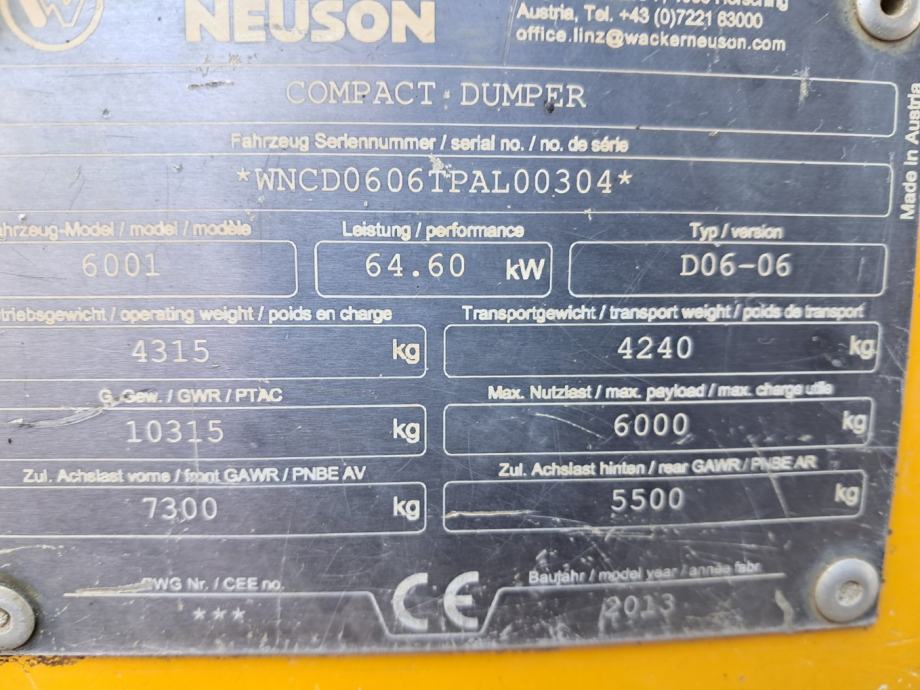 W
NEUSON
Austria, Tel. +43 (0)7221 63000
office.linz@wackerneuson.com
COMPACT DUMPER
Made in Austria
Fahrzeug Seriennummer / serial no. / no. de série
*WNCD0606TPAL00304*
ahrzeug-Model / model / modèle
Leistung / performance
Typ / version
6001
64.60 kW
D06-06
triebsgewicht / operating weight / poids en charge
Transportgewicht / transport weight / poids de transport
4315 kg
4240 kg
G. Gew. / GWR / PTAC
Max. Nutzlast / max. payload / max. charge utile
10315 kg
6000 kg
Zul. Achslast vorne / front GAWR / PNBE AV
Zul. Achslast hinten / rear GAWR / PNBE AR
7300 kg
5500 kg
EWG Nr. / CEE no.
CE
Baujahr / model year / année fabr.
***
2013